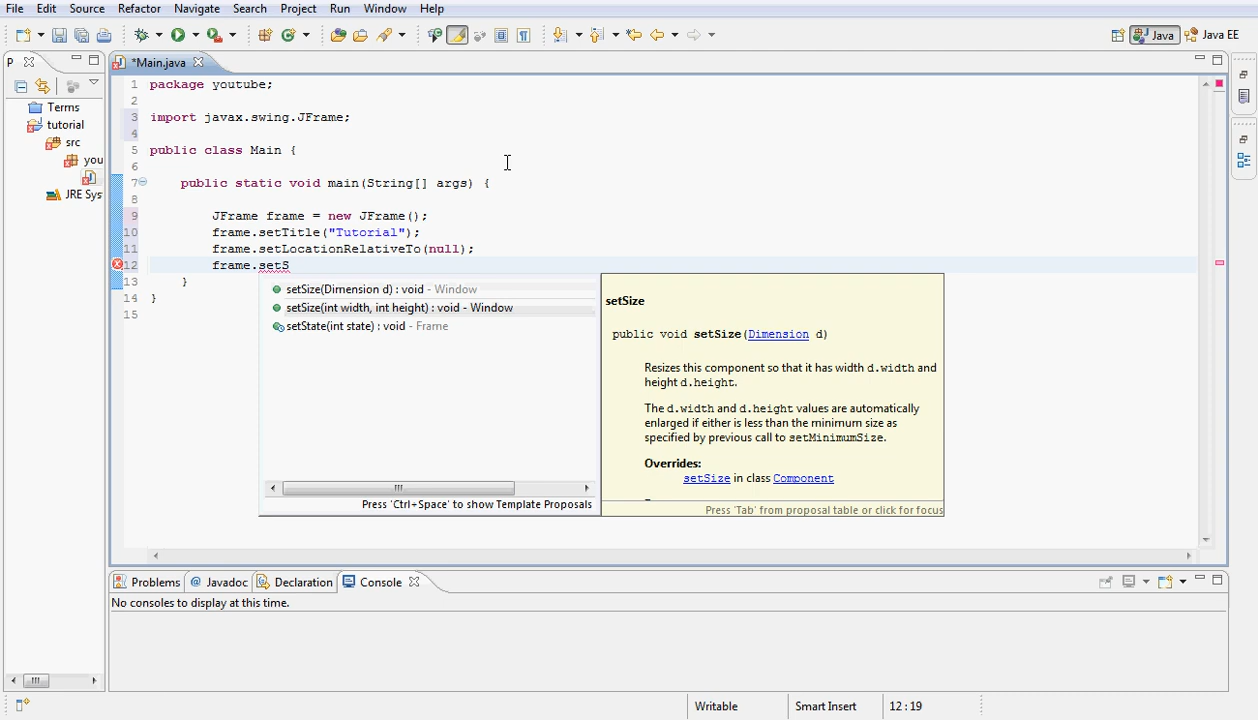 File Edit Source Refactor Navigate Search Project Run Window Help
Java Java EE
P
*Main.java
Terms
tutorial
src
you
JRE Sys
1 package youtube;
2
3 import javax.swing.JFrame;
4
5 public class Main {
6
7 public static void main(String[] args) {
8
9 JFrame frame = new JFrame();
10 frame.setTitle("Tutorial");
11 frame.setLocationRelativeTo(null);
12 frame.setS
13 }
14 }
15
setSize(Dimension d) : void - Window
setSize(int width, int height) : void - Window
setState(int state) : void - Frame
Press 'Ctrl+Space' to show Template Proposals
setSize
public void setSize(Dimension d)
Resizes this component so that it has width d.width and
height d.height.
The d.width and d.height values are automatically
enlarged if either is less than the minimum size as
specified by previous call to setMinimumSize.
Overrides:
setSize in class Component
Press 'Tab' from proposal table or click for focus
Problems @ Javadoc Declaration Console
No consoles to display at this time.
Writable Smart Insert 12 : 19